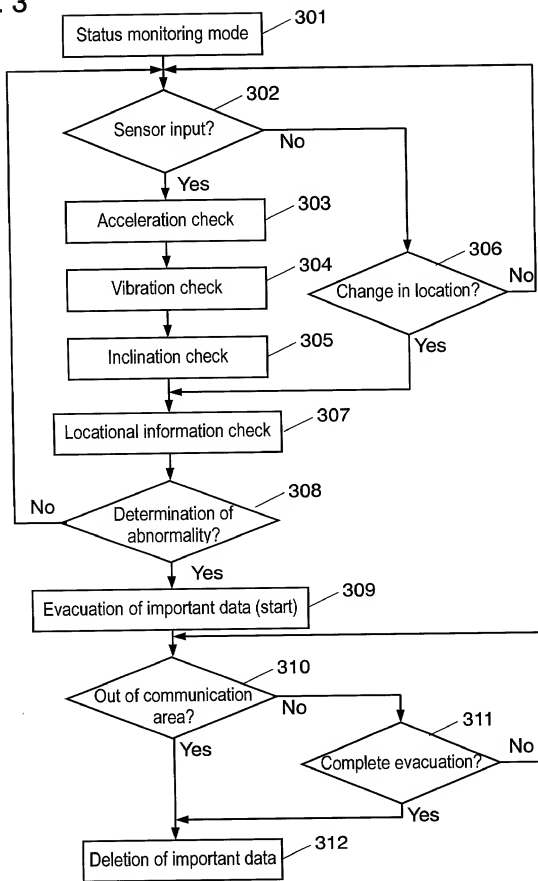 3
Status monitoring mode
301
302
Sensor input?
No
Yes
Acceleration check
303
Vibration check
304
306
Change in location?
No
Inclination check
305
Yes
Locational information check
307
308
No
Determination of
abnormality?
Yes
Evacuation of important data (start)
309
310
Out of communication
area?
No
311
Yes
Complete evacuation?
No
Yes
Deletion of important data
312